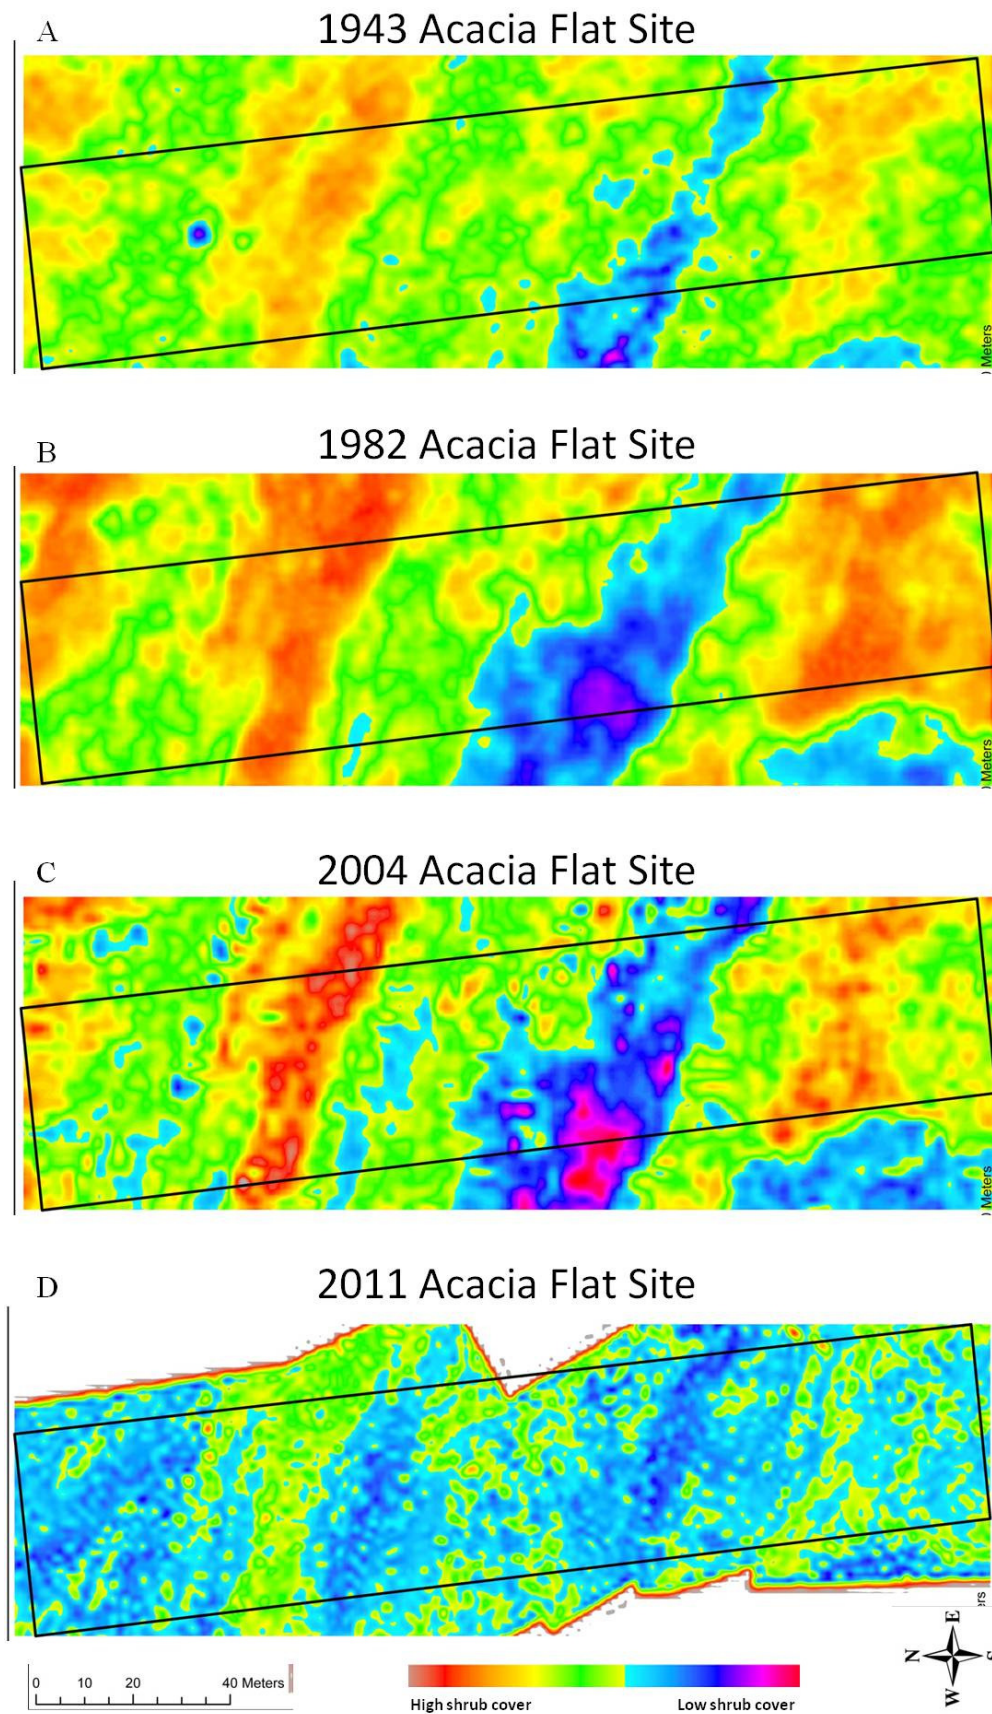 A
1943 Acacia Flat Site
Meters
B
1982 Acacia Flat Site
Meters
C
2004 Acacia Flat Site
Meters
D
2011 Acacia Flat Site
E
N
S
W
0 10 20 40 Meters
High shrub cover
Low shrub cover